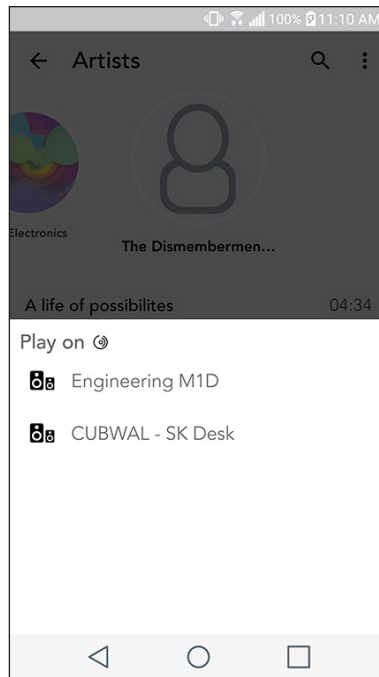 100% 11:10 AM
Artists
Electronics
The Dismembermen...
A life of possibilites 04:34
Play on
Engineering M1D
CUBWAL - SK Desk